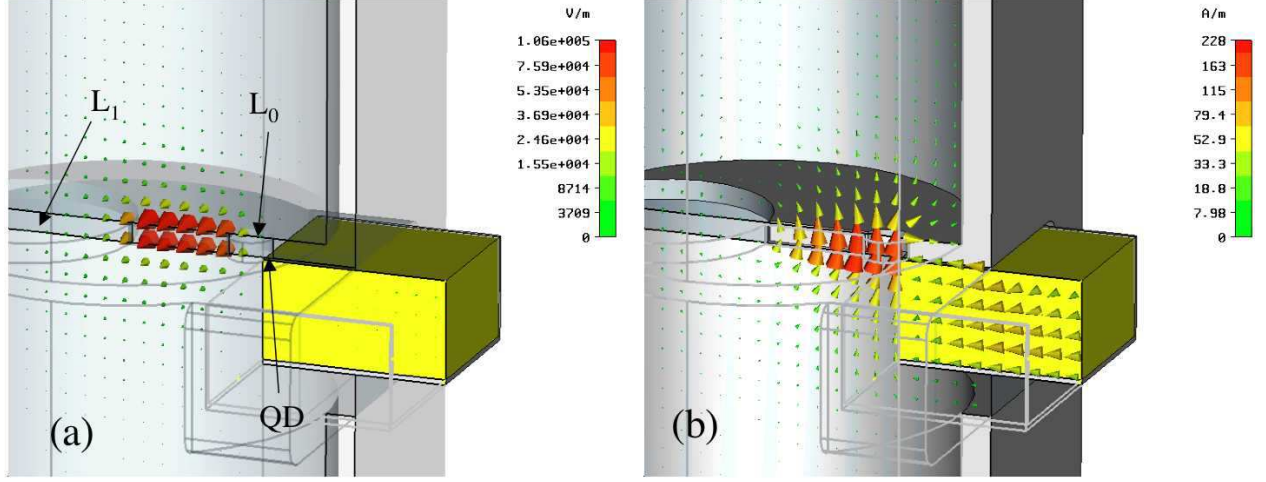 V/m
1.06e+005
7.59e+004
5.35e+004
3.69e+004
2.46e+004
1.55e+004
8714
3709
0
L₁
L₀
QD
(a)
A/m
228
163
115
79.4
52.9
33.3
18.8
7.98
0
(b)